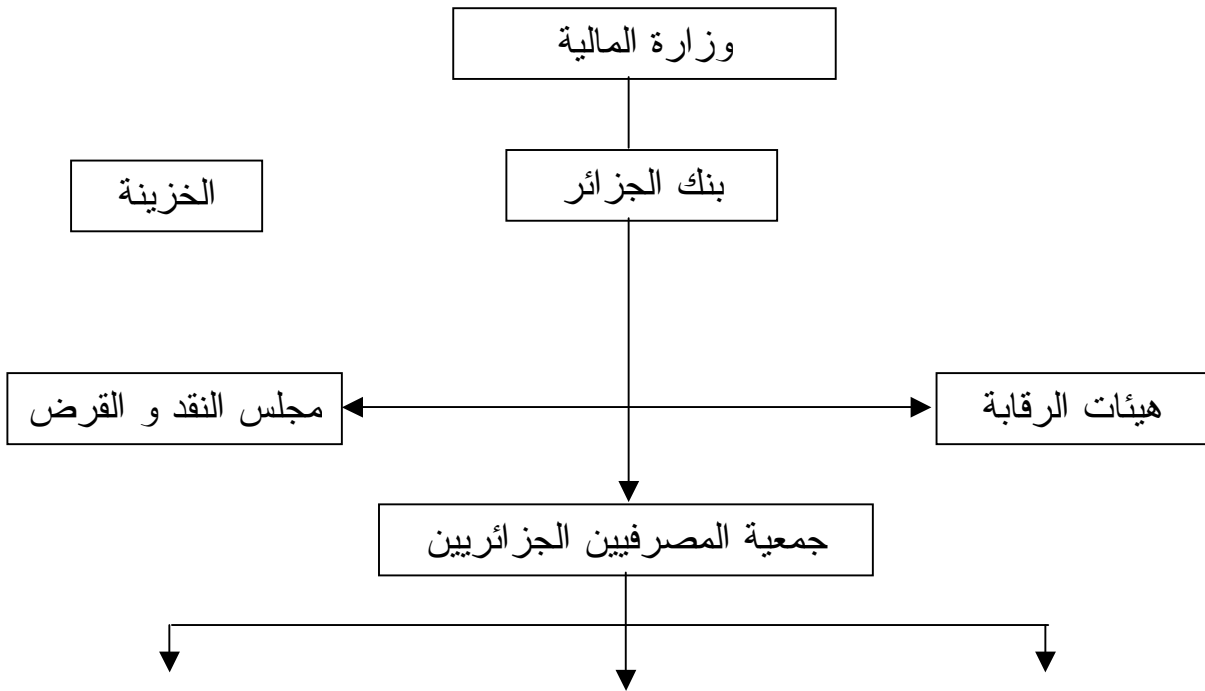 وزارة المالية
بنك الجزائر
الخزينة
هيئات الرقابة
مجلس النقد و القرض
جمعية المصرفيين الجزائريين